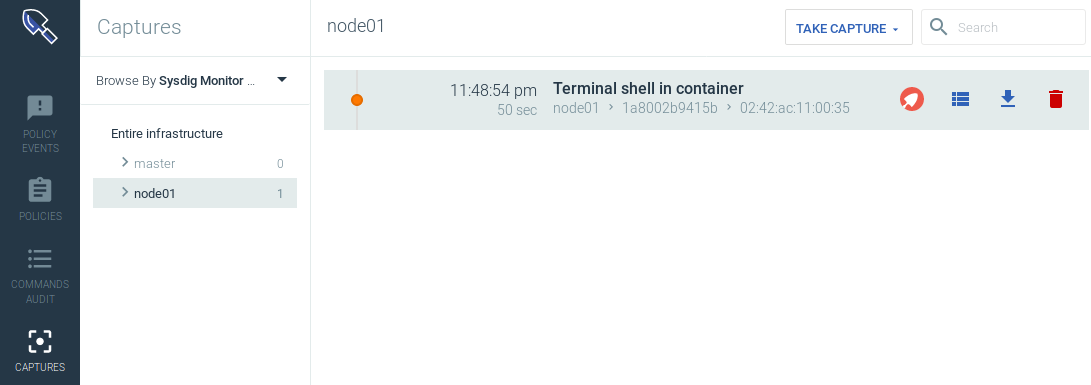 POLICY
EVENTS
POLICIES
COMMANDS
AUDIT
CAPTURES
Captures
Browse By Sysdig Monitor ...
Entire infrastructure
master 0
node01 1
node01
TAKE CAPTURE
Search
11:48:54 pm
50 sec
Terminal shell in container
node01 > 1a8002b9415b > 02:42:ac:11:00:35